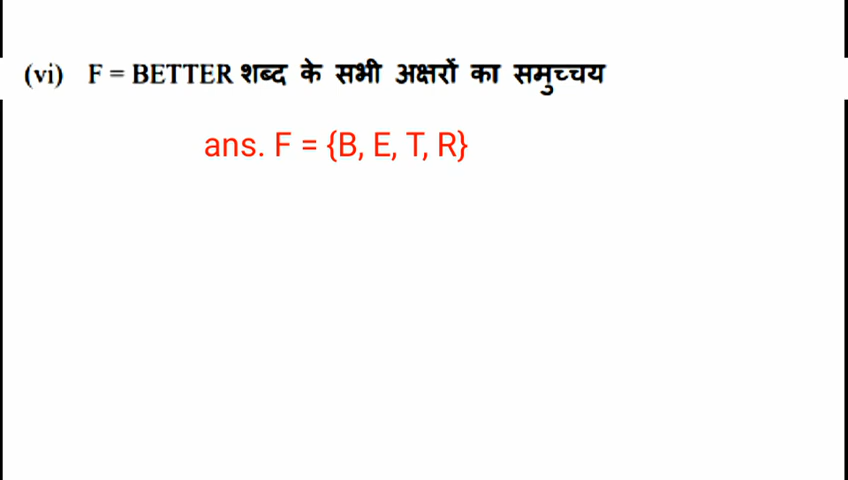 (vi) F = BETTER शब्द के सभी अक्षरों का समुच्चय
ans. F = {B, E, T, R}